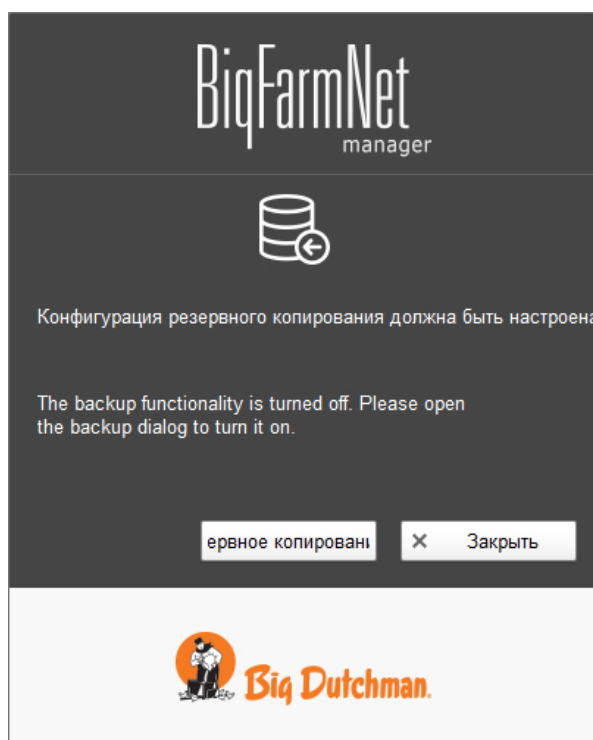 BigFarmNet
manager
Конфигурация резервного копирования должна быть настроена
The backup functionality is turned off. Please open
the backup dialog to turn it on.
ервное копировани
× Закрыть
Big Dutchman.